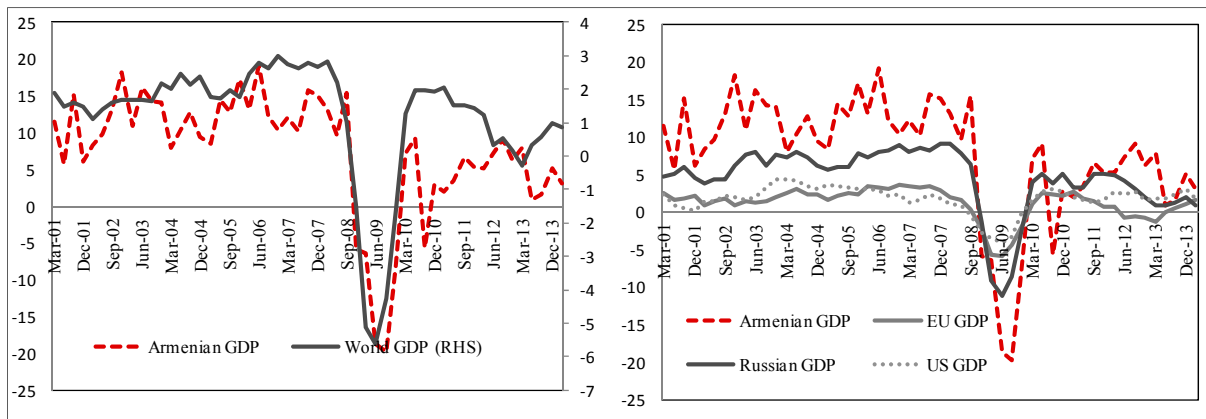 25
20
15
10
5
0
-5
-10
-15
-20
-25
4
3
2
1
0
-1
-2
-3
-4
-5
-6
-7
Mar-01
Dec-01
Sep-02
Jun-03
Mar-04
Dec-04
Sep-05
Jun-06
Mar-07
Dec-07
Sep-08
Jun-09
Mar-10
Dec-10
Sep-11
Jun-12
Mar-13
Dec-13
Armenian GDP
World GDP (RHS)
25
20
15
10
5
0
-5
-10
-15
-20
-25
Mar-01
Dec-01
Sep-02
Jun-03
Mar-04
Dec-04
Sep-05
Jun-06
Mar-07
Dec-07
Sep-08
Jun-09
Mar-10
Dec-10
Sep-11
Jun-12
Mar-13
Dec-13
Armenian GDP
EU GDP
Russian GDP
US GDP